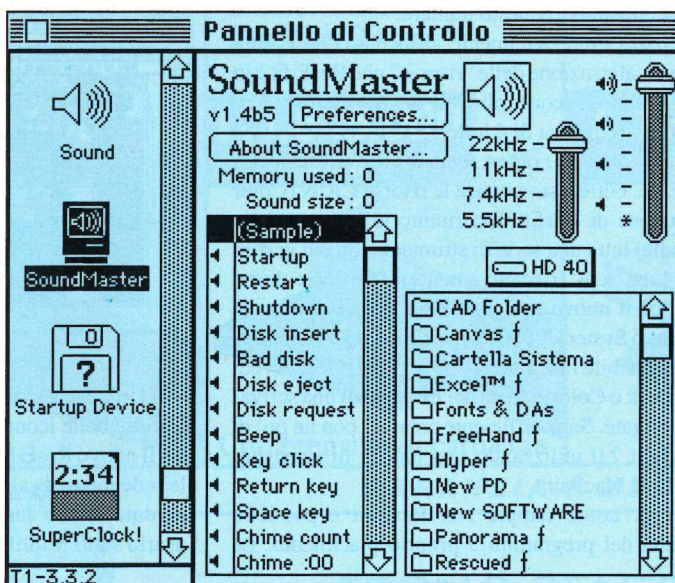 Pannello di Controllo
Sound
SoundMaster
0
?
Startup Device
2:34
SuperClock!
T1-3.3.2
SoundMaster
v1.4b5 Preferences...
About SoundMaster...
Memory used: 0
Sound size: 0
(Sample)
Startup
Restart
Shutdown
Disk insert
Bad disk
Disk eject
Disk request
Beep
Key click
Return key
Space key
Chime count
Chime :00
22kHz
11kHz
7.4kHz
5.5kHz
*
HD 40
CAD Folder
Canvas ƒ
Cartella Sistema
Excel™ ƒ
Fonts & DAs
FreeHand ƒ
Hyper ƒ
New PD
New SOFTWARE
Panorama ƒ
Rescued ƒ